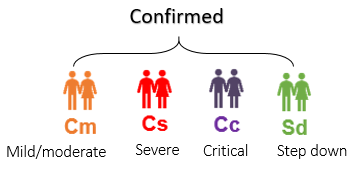 Confirmed
Cm Cs Cc Sd
Mild/moderate Severe Critical Step down